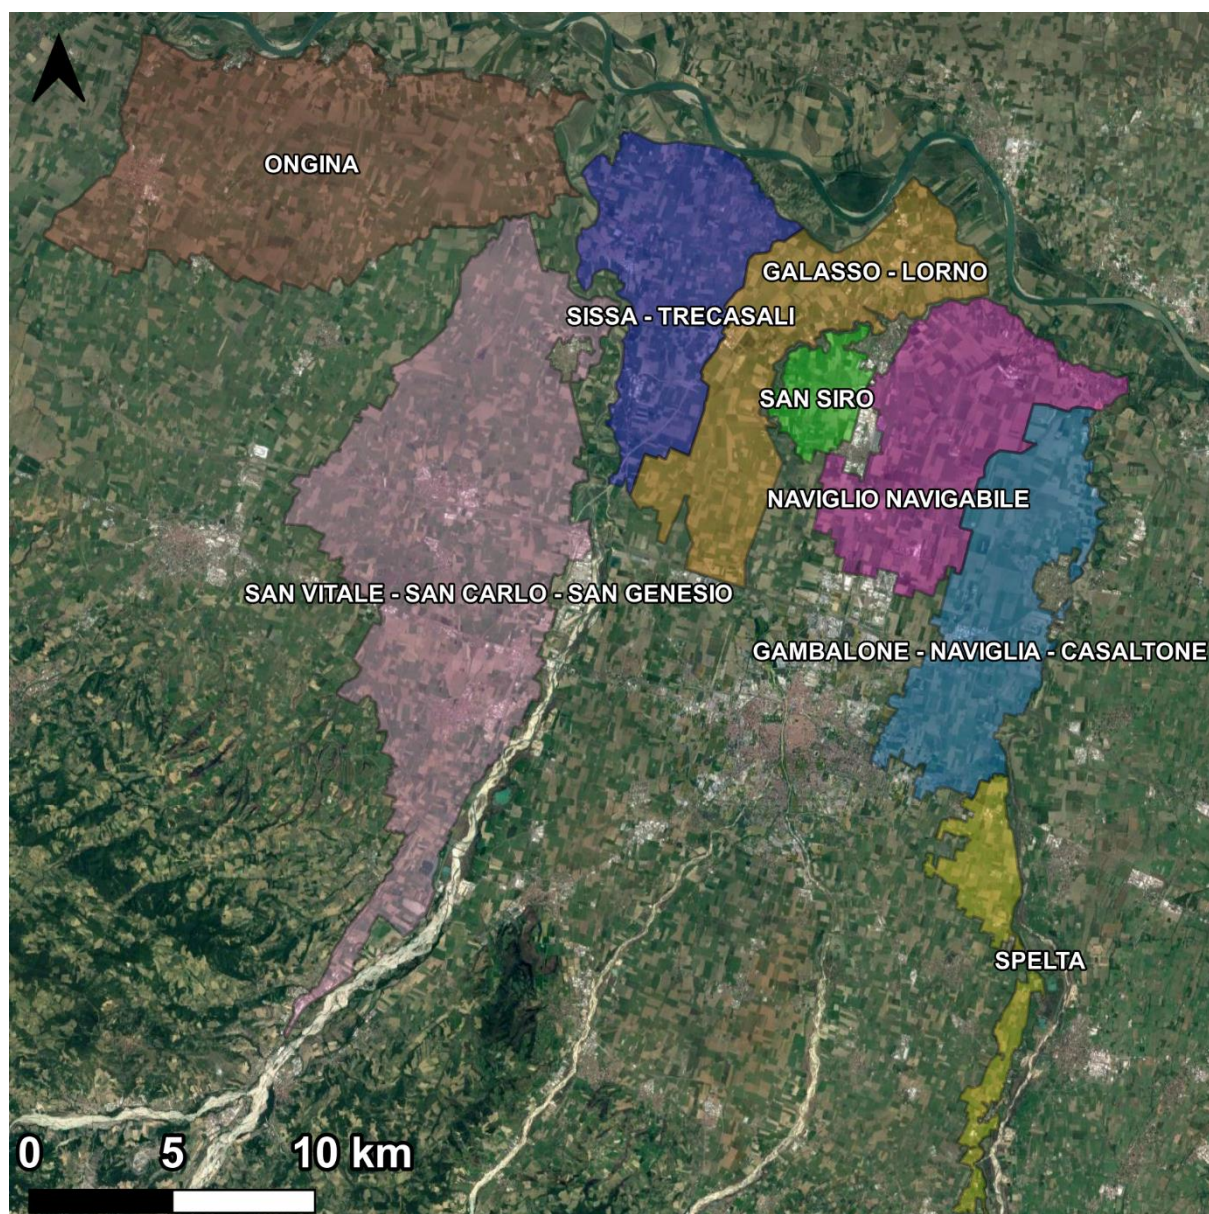 ONGINA
GALASSO - LORNO
SISSA - TRECASALI
SAN SIRO
NAVIGLIO NAVIGABILE
SAN VITALE - SAN CARLO - SAN GENESIO
GAMBALONE - NAVIGLIA - CASALTONE
SPELTA
0 5 10 km